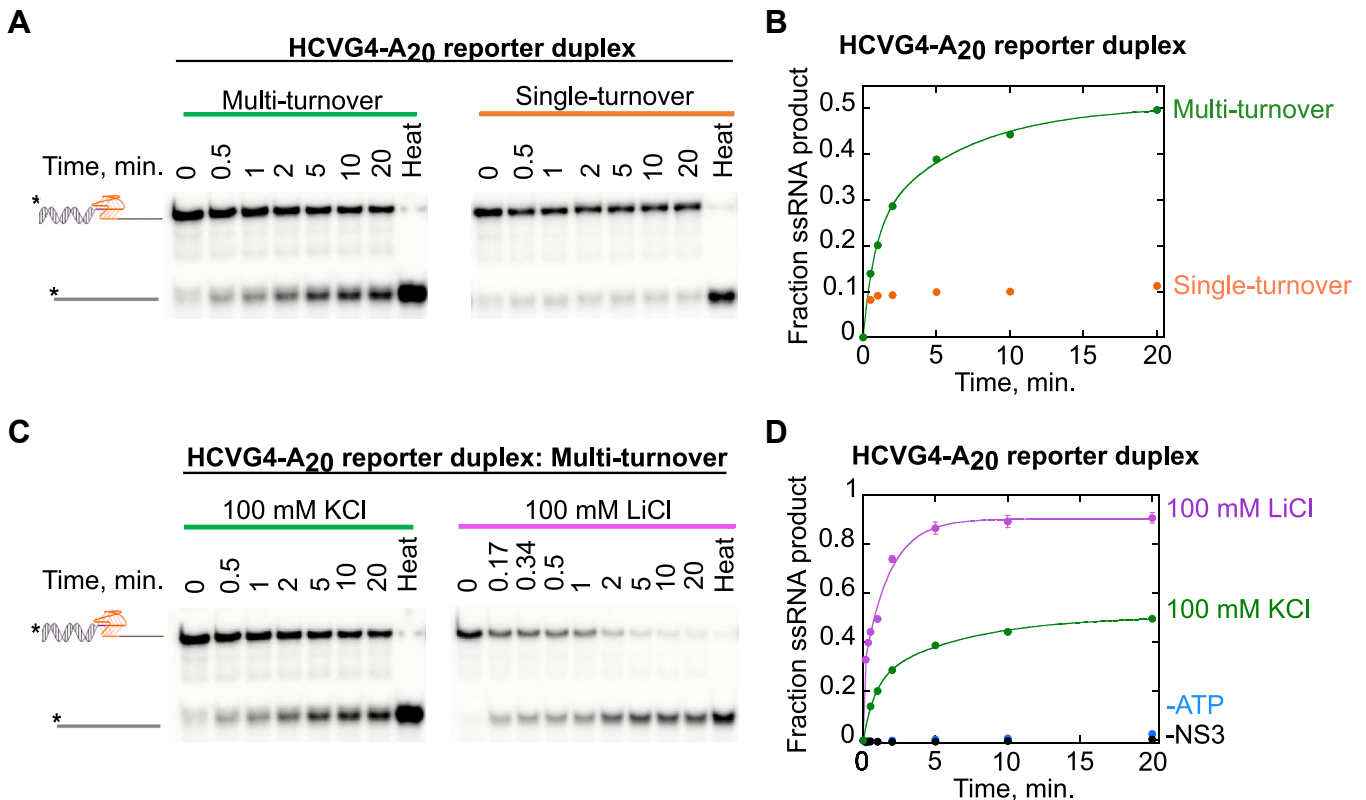 A
HCVG4-A20 reporter duplex
Multi-turnover
Single-turnover
Time, min.
0 0.5 1 2 5 10 20 Heat
0 0.5 1 2 5 10 20 Heat
*
*
B
HCVG4-A20 reporter duplex
Fraction ssRNA product
0.5
0.4
0.3
0.2
0.1
0
0 5 10 15 20
Time, min.
Multi-turnover
Single-turnover
C
HCVG4-A20 reporter duplex: Multi-turnover
100 mM KCl
100 mM LiCl
Time, min.
0 0.5 1 2 5 10 20 Heat
0 0.17 0.34 0.5 1 2 5 10 20 Heat
*
*
D
HCVG4-A20 reporter duplex
Fraction ssRNA product
1
0.8
0.6
0.4
0.2
0
0 5 10 15 20
Time, min.
100 mM LiCl
100 mM KCl
-ATP
-NS3